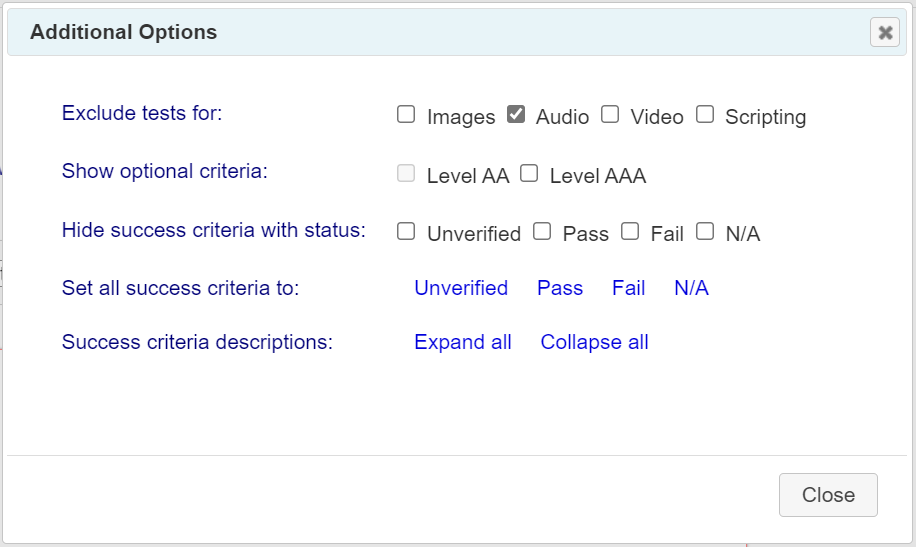 Additional Options
Exclude tests for: Images Audio Video Scripting
Show optional criteria: Level AA Level AAA
Hide success criteria with status: Unverified Pass Fail N/A
Set all success criteria to: Unverified Pass Fail N/A
Success criteria descriptions: Expand all Collapse all
Close